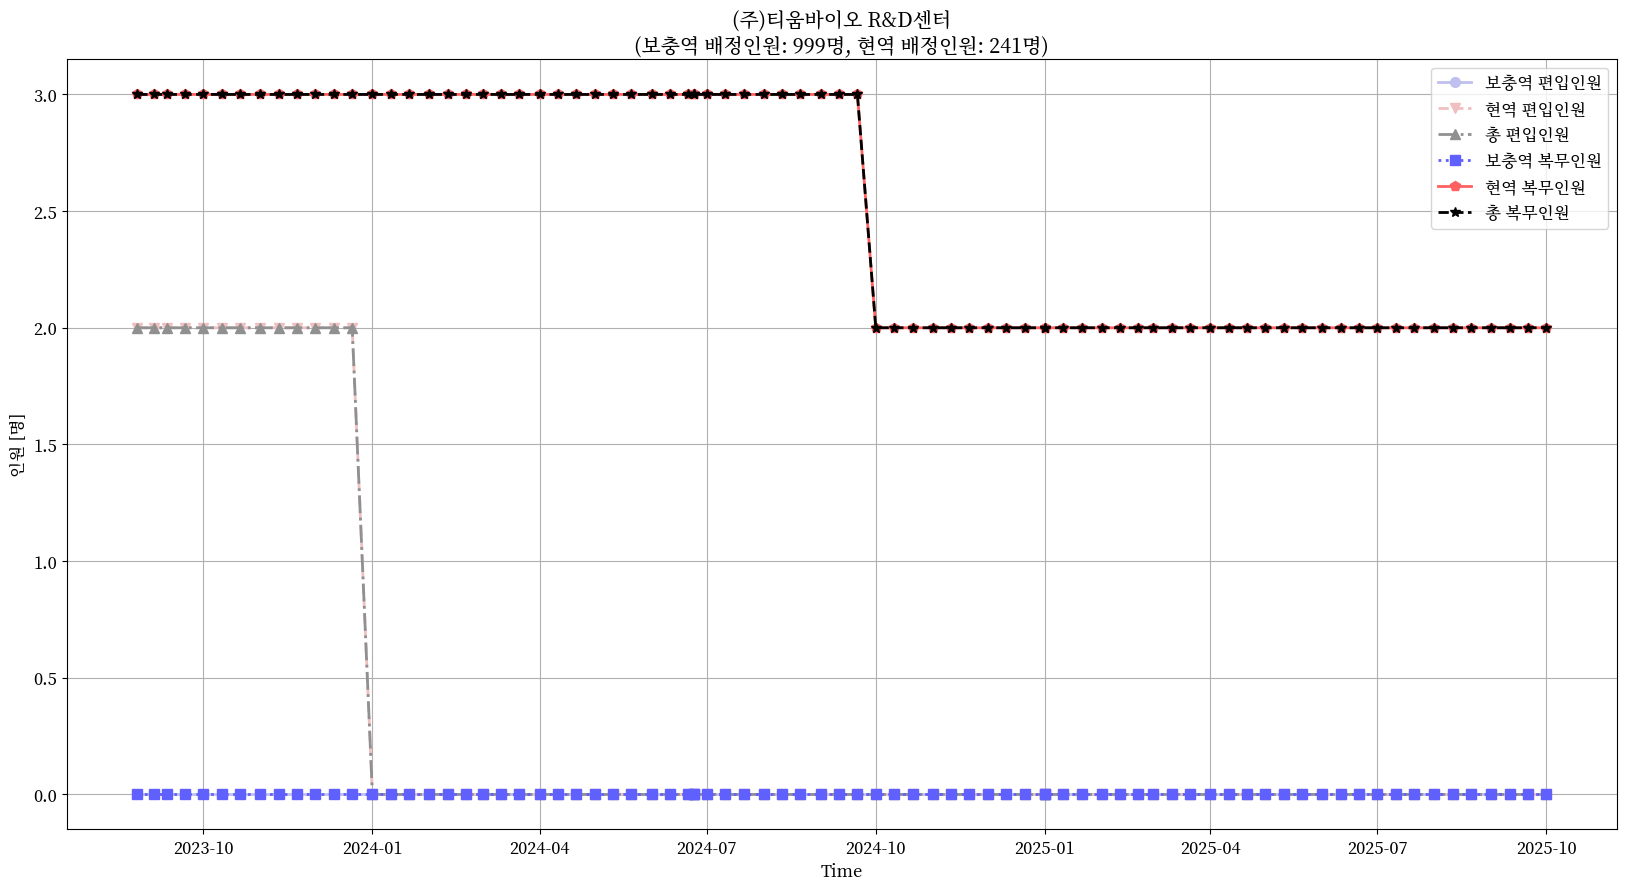 (주)티움바이오 R&D센터
(보충역 배정인원: 999명, 현역 배정인원: 241명)
보충역 편입인원
현역 편입인원
총 편입인원
보충역 복무인원
현역 복무인원
총 복무인원
인원 [명]
3.0
2.5
2.0
1.5
1.0
0.5
0.0
2023-10
2024-01
2024-04
2024-07
2024-10
2025-01
2025-04
2025-07
2025-10
Time